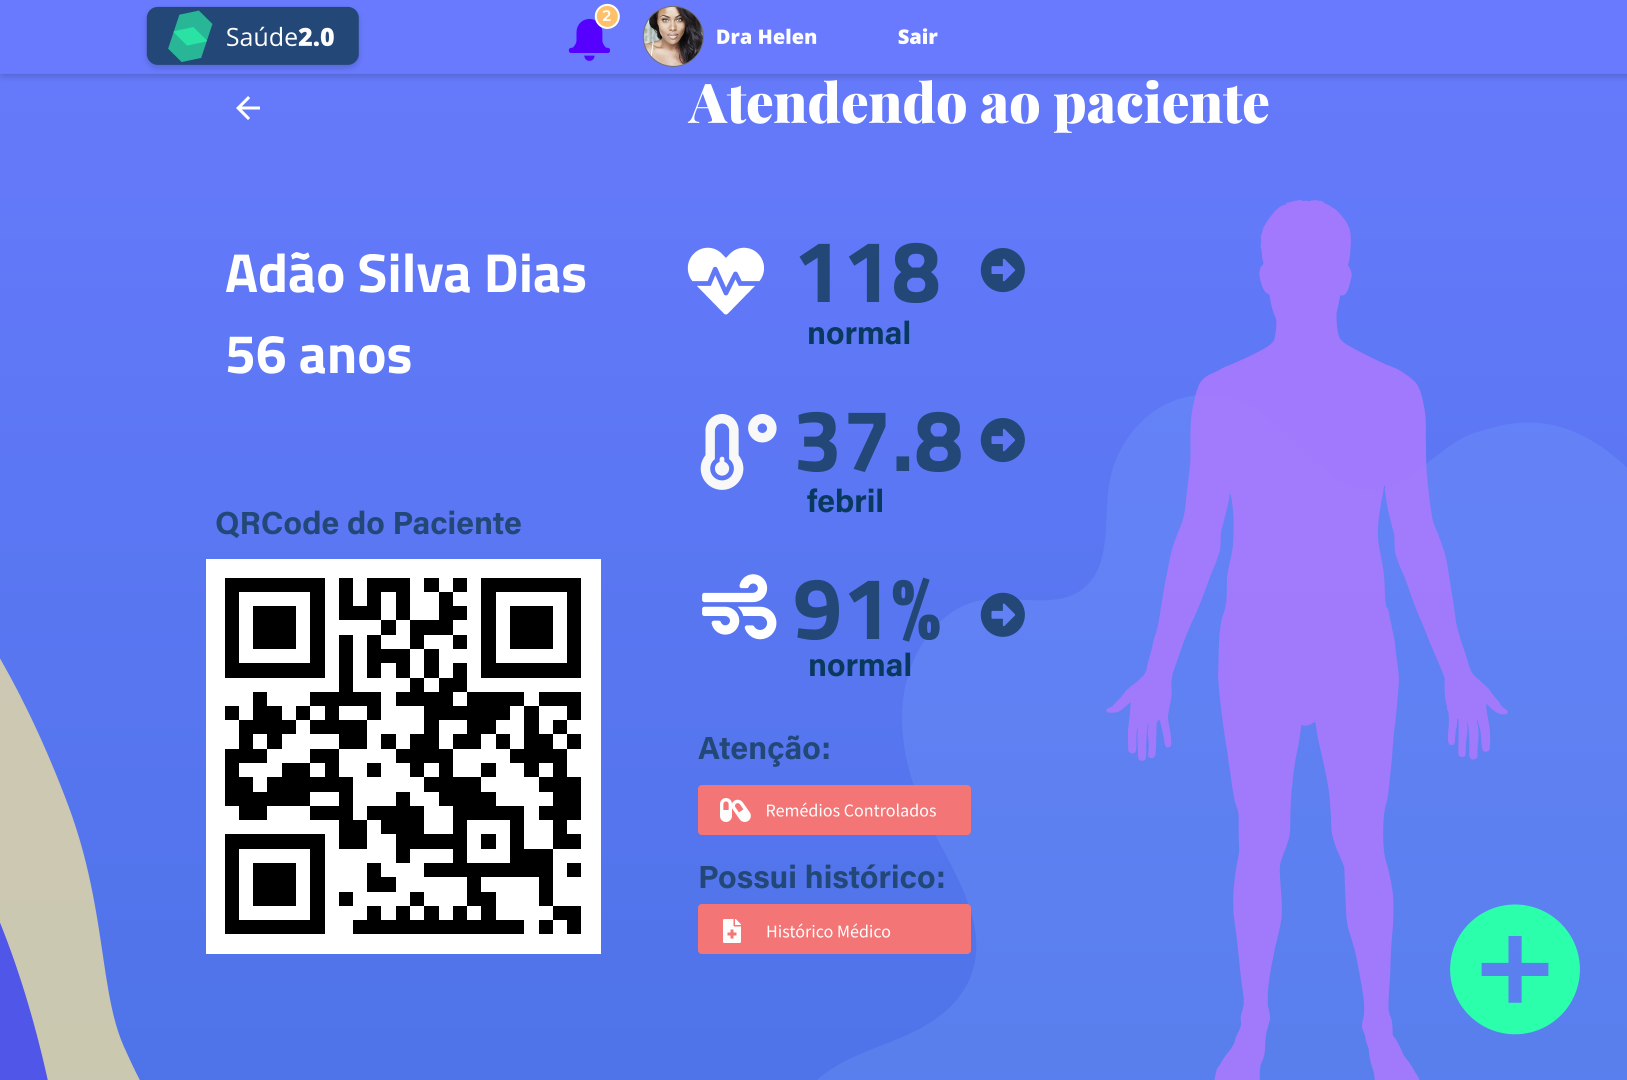 Saúde2.0
2
Dra Helen
Sair
Atendendo ao paciente
Adão Silva Dias
56 anos
QRCode do Paciente
118
normal
37.8
febril
91%
normal
Atenção:
Remédios Controlados
Possui histórico:
Histórico Médico